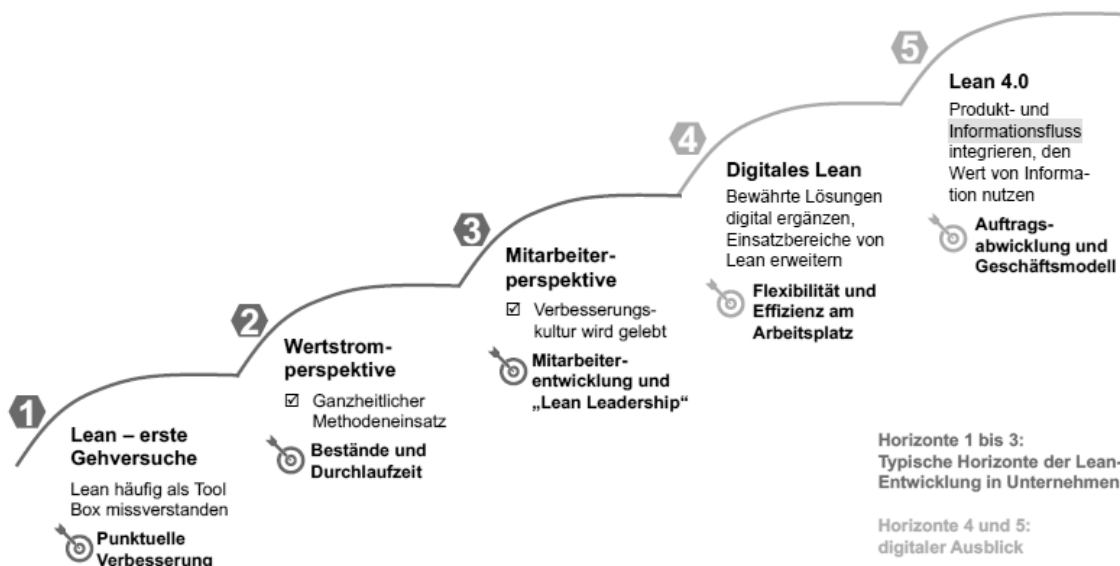 1
Lean – erste
Gehversuche
Lean häufig als Tool
Box missverstanden
Punktuelle
Verbesserung
2
Wertstrom-
perspektive
Ganzheitlicher
Methodeneinsatz
Bestände und
Durchlaufzeit
3
Mitarbeiter-
perspektive
Verbesserungs-
kultur wird gelebt
Mitarbeiter-
entwicklung und
„Lean Leadership“
4
Digitales Lean
Bewährte Lösungen
digital ergänzen,
Einsatzbereiche von
Lean erweitern
Flexibilität und
Effizienz am
Arbeitsplatz
5
Lean 4.0
Produkt- und
Informationsfluss
integrieren, den
Wert von Informa-
tion nutzen
Auftrags-
abwicklung und
Geschäftsmodell
Horizonte 1 bis 3:
Typische Horizonte der Lean-
Entwicklung in Unternehmen
Horizonte 4 und 5:
digitaler Ausblick